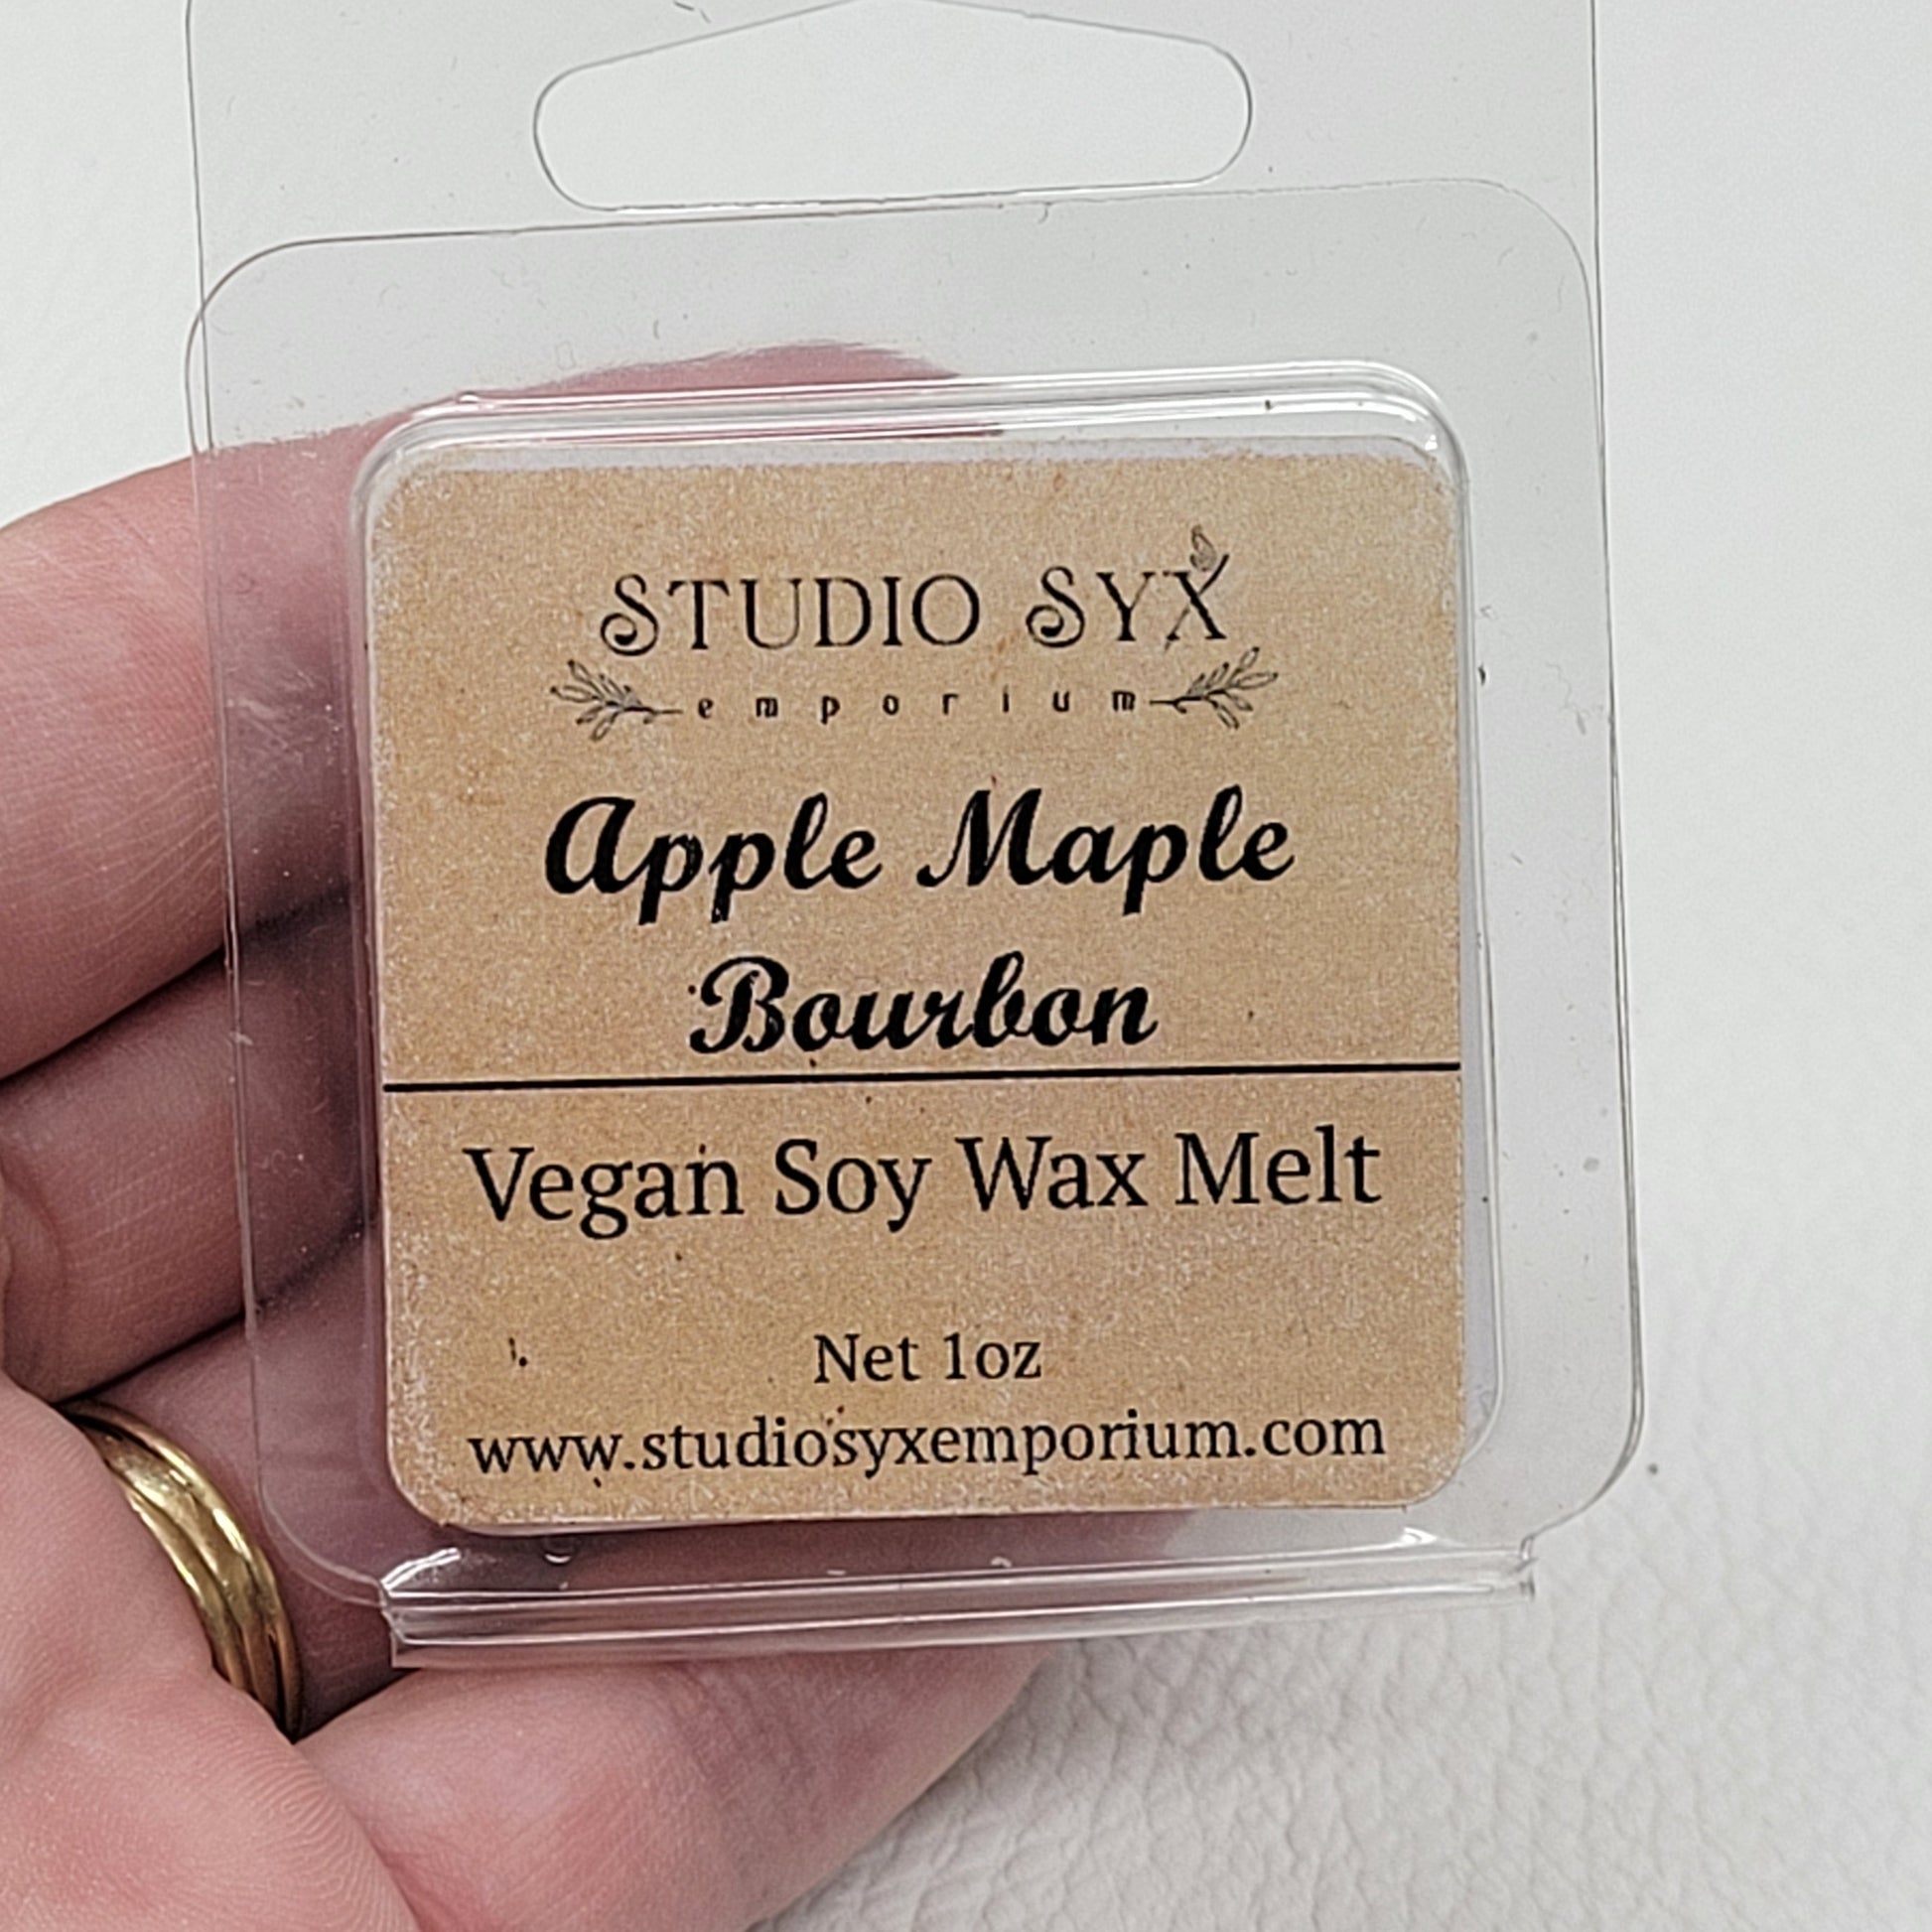 STUDIO SYX
emporium
Apple Maple
Bourbon
Vegan Soy Wax Melt
Net 1oz
www.studiosyxemporium.com